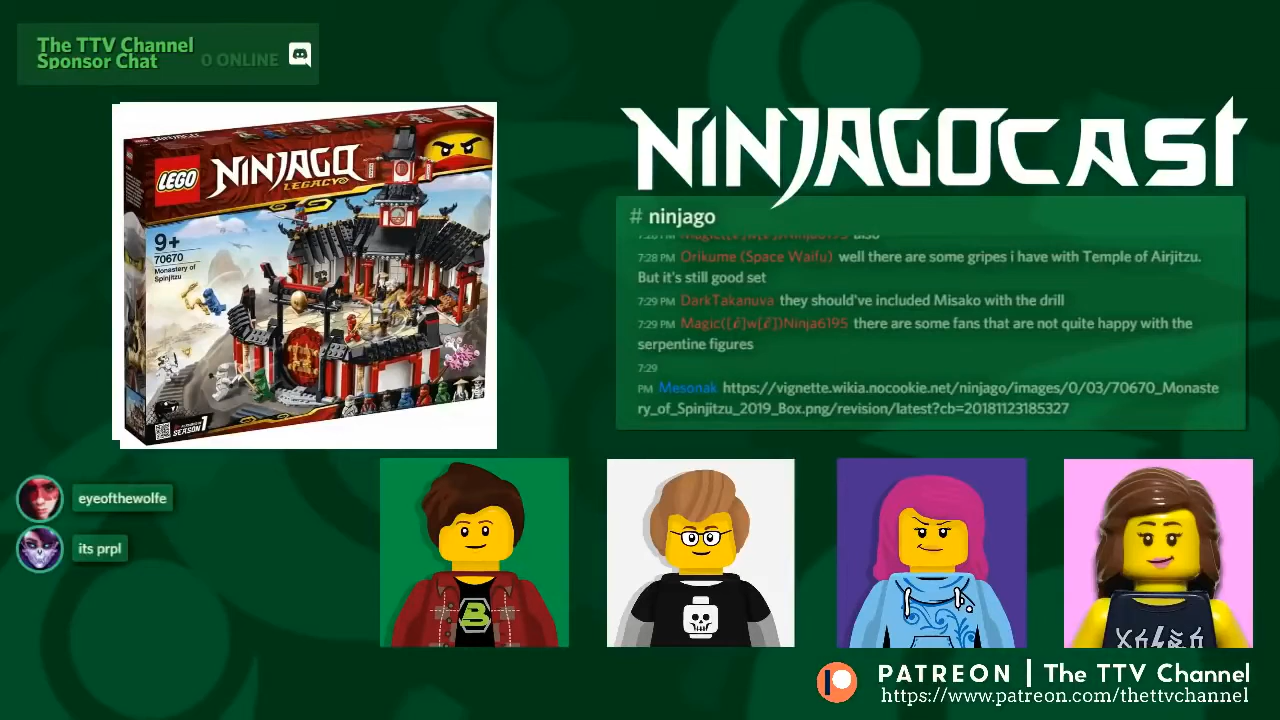 The TTV Channel
Sponsor Chat
0 ONLINE
NINJAGOCAST
# ninjago
also
7:28 PM Orikume (Space Waifu) well there are some gripes i have with Temple of Airjitzu.
But it's still good set
7:29 PM DarkTakanuva they should've included Misako with the drill
7:29 PM Magic([∂]w[∂])Ninja6195 there are some fans that are not quite happy with the
serpentine figures
7:29
PM Mesonak https://vignette.wikia.nocookie.net/ninjago/images/0/03/70670_Monaste
ry_of_Spinjitzu_2019_Box.png/revision/latest?cb=20181123185327
LEGO
NINJAGO
LEGACY
9+
70670
Monastery of
Spinjitzu
SEASON 1
eyeofthewolfe
its prpl
B
PATREON | The TTV Channel
https://www.patreon.com/thettvchannel